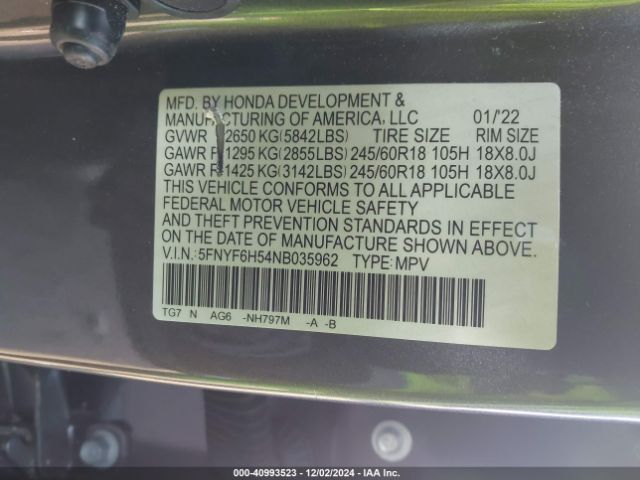 MFD. BY HONDA DEVELOPMENT &
MANUFACTURING OF AMERICA, LLC 01/'22
GVWR 2650 KG(5842LBS) TIRE SIZE RIM SIZE
GAWR F 1295 KG(2855LBS) 245/60R18 105H 18X8.0J
GAWR R 1425 KG(3142LBS) 245/60R18 105H 18X8.0J
THIS VEHICLE CONFORMS TO ALL APPLICABLE
FEDERAL MOTOR VEHICLE SAFETY
AND THEFT PREVENTION STANDARDS IN EFFECT
ON THE DATE OF MANUFACTURE SHOWN ABOVE.
V.I.N.: 5FNYF6H54NB035962 TYPE: MPV
TG7 N AG6 -NH797M -A -B
© - 40993523 - 12/02/2024 - IAA Inc.